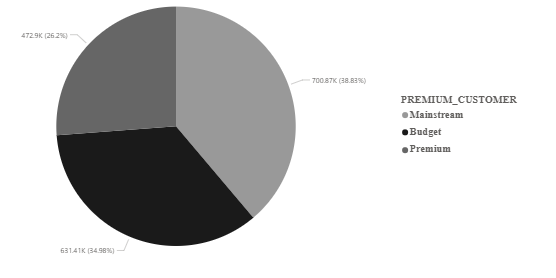 472.9K (26.2%)
700.87K (38.83%)
PREMIUM_CUSTOMER
Mainstream
Budget
Premium
631.41K (34.98%)